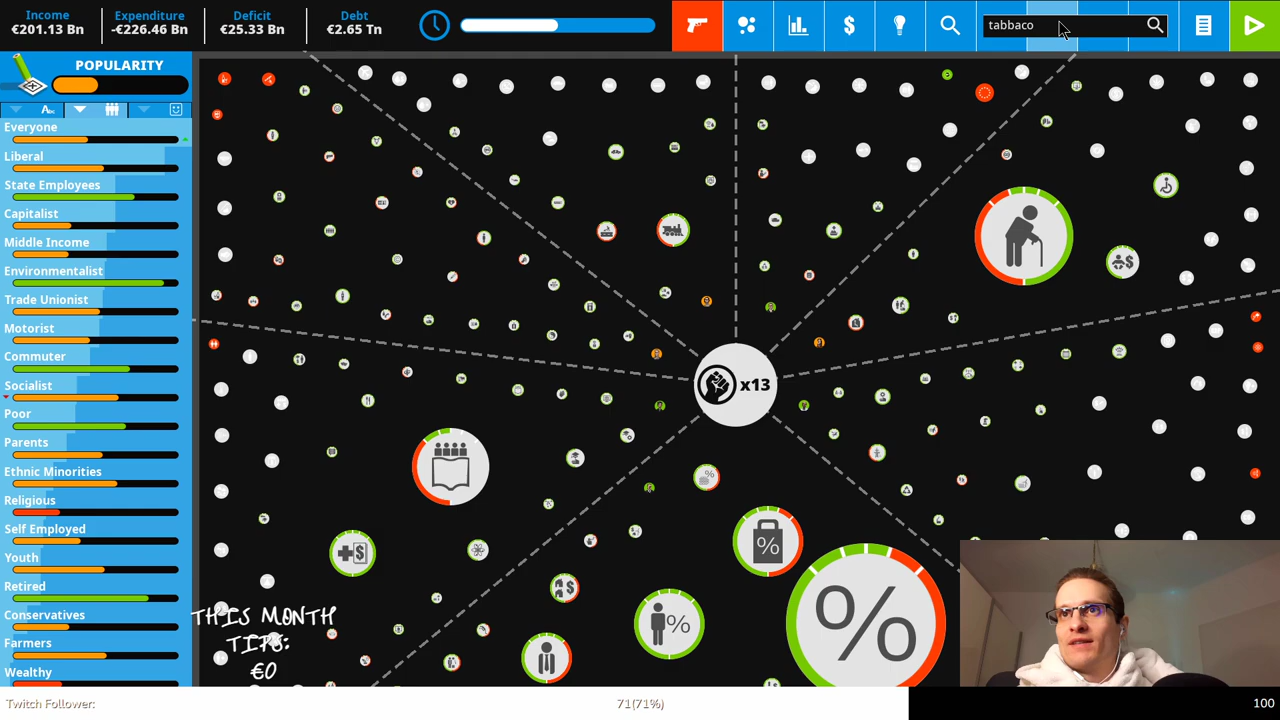 Income
€201.13 Bn
Expenditure
-€226.46 Bn
Deficit
€25.33 Bn
Debt
€2.65 Tn
tabbaco
POPULARITY
Everyone
Liberal
State Employees
Capitalist
Middle Income
Environmentalist
Trade Unionist
Motorist
Commuter
Socialist
Poor
Parents
Ethnic Minorities
Religious
Self Employed
Youth
Retired
Conservatives
Farmers
Wealthy
x13
%
%
%
THIS MONTH
TIPS:
€0
Twitch Follower:
71(71%)
100